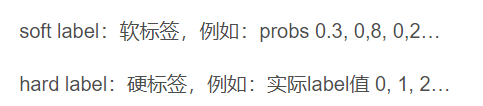 soft label：软标签，例如：probs 0.3, 0,8, 0,2…
hard label：硬标签，例如：实际label值 0, 1, 2…